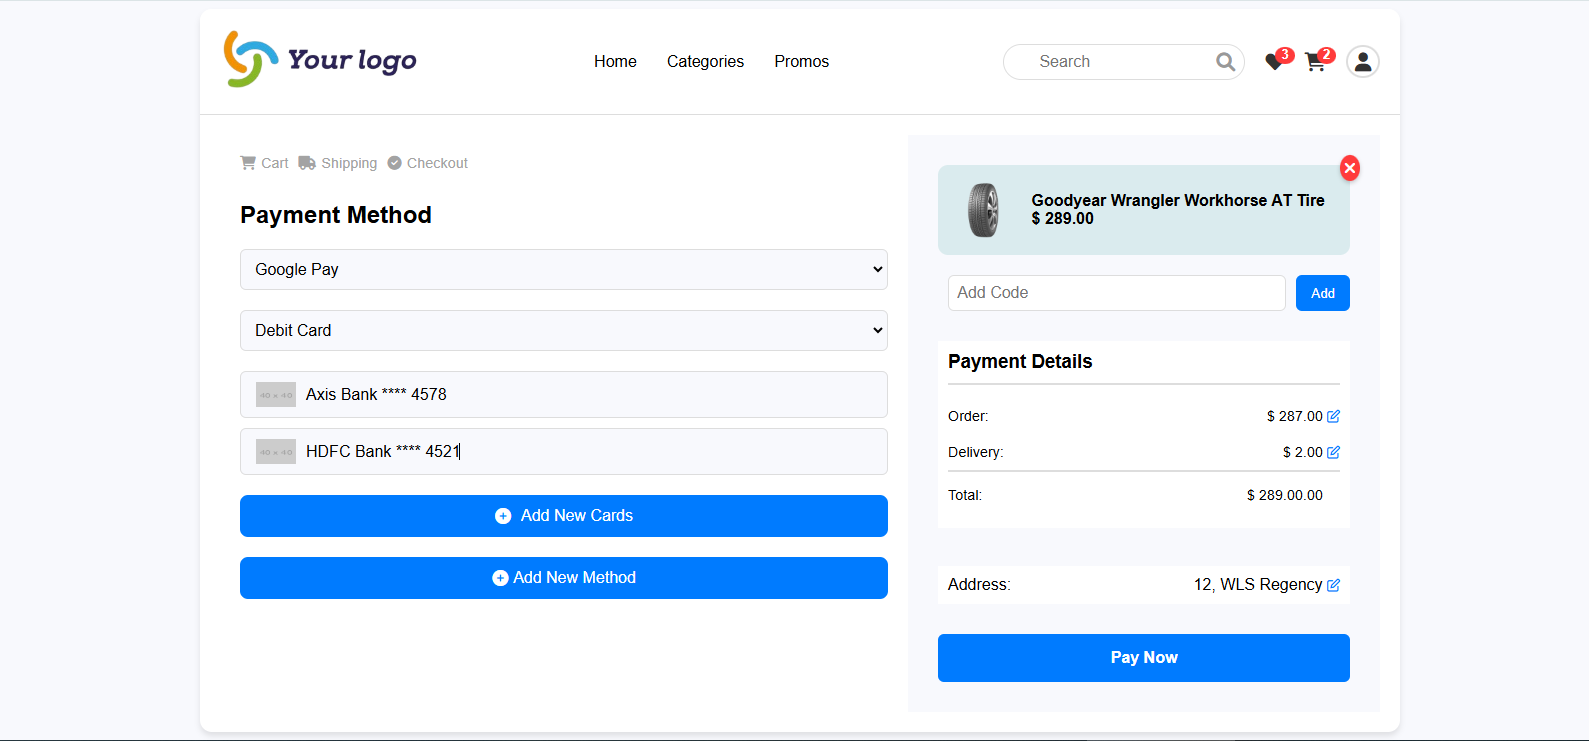 Your logo
Home Categories Promos
Search
3
2
Cart Shipping Checkout
Payment Method
Google Pay
Debit Card
40 × 40 Axis Bank **** 4578
40 × 40 HDFC Bank **** 4521
Add New Cards
Add New Method
Goodyear Wrangler Workhorse AT Tire
$ 289.00
Add Code Add
Payment Details
Order: $ 287.00
Delivery: $ 2.00
Total: $ 289.00.00
Address: 12, WLS Regency
Pay Now